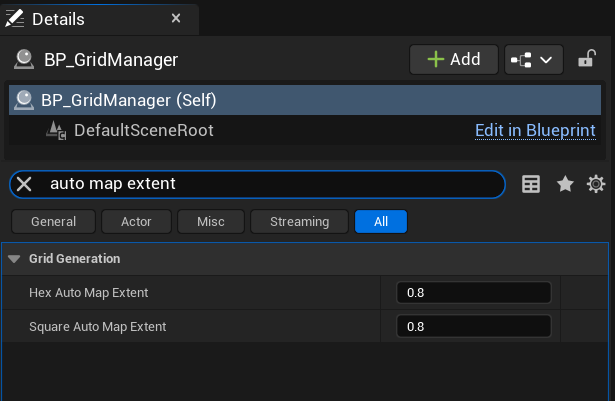 Details
BP_GridManager
Add
BP_GridManager (Self)
DefaultSceneRoot Edit in Blueprint
auto map extent
General Actor Misc Streaming All
Grid Generation
Hex Auto Map Extent 0.8
Square Auto Map Extent 0.8